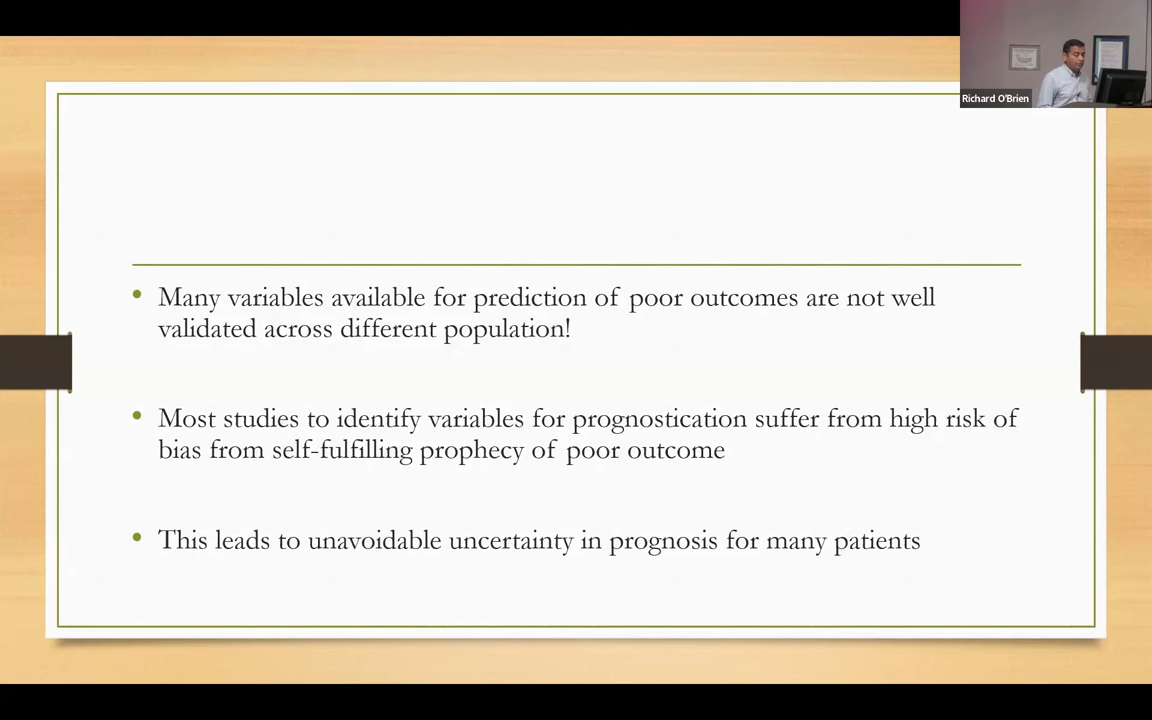 Richard O'Brien
Many variables available for prediction of poor outcomes are not well
validated across different population!
Most studies to identify variables for prognostication suffer from high risk of
bias from self-fulfilling prophecy of poor outcome
This leads to unavoidable uncertainty in prognosis for many patients